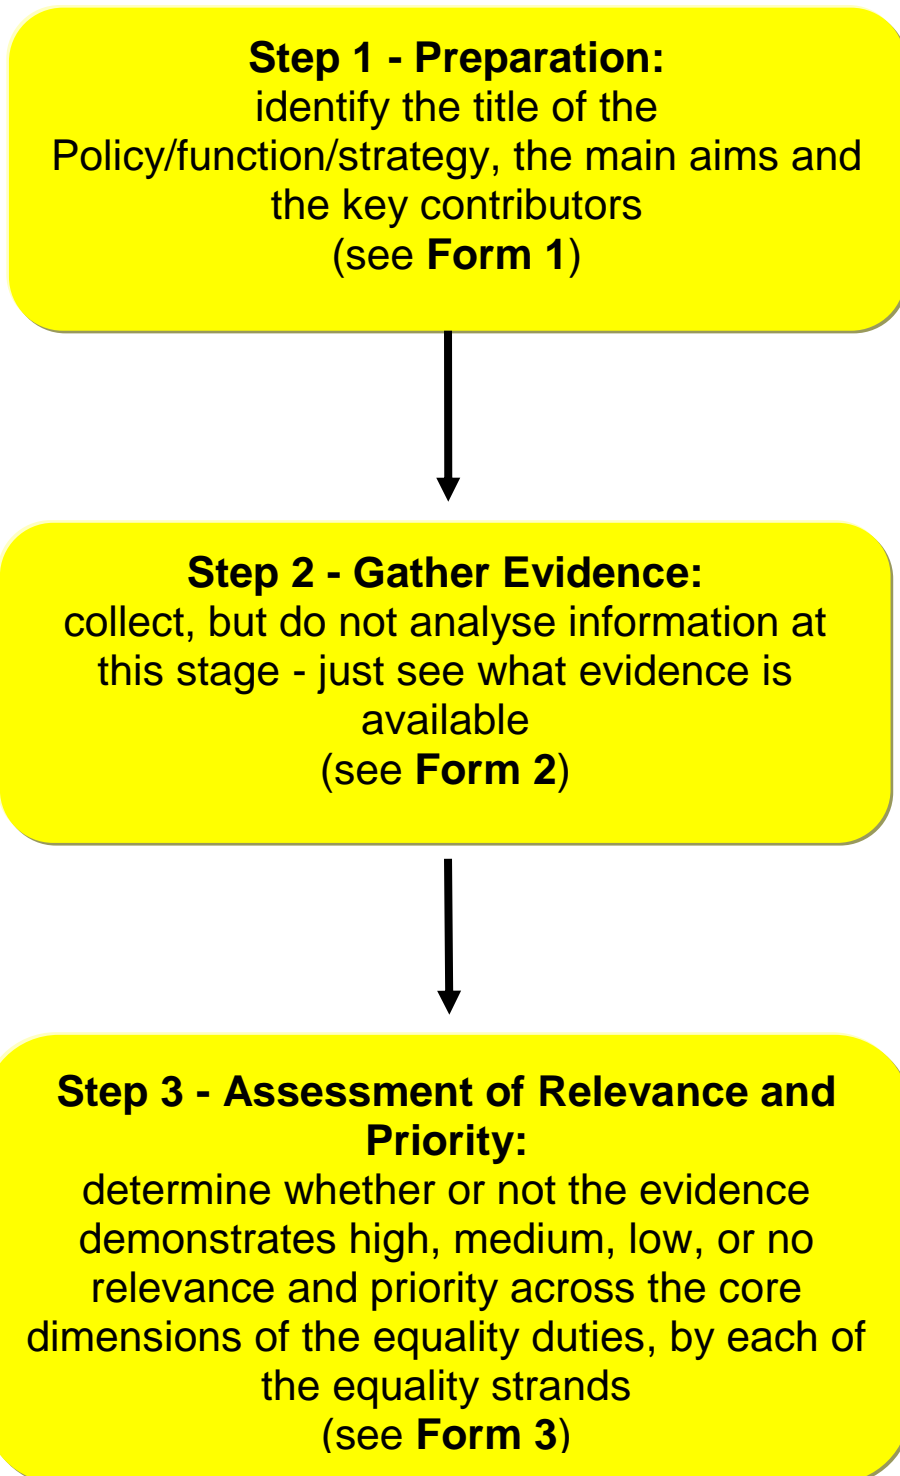 Step 1 - Preparation:
identify the title of the
Policy/function/strategy, the main aims and
the key contributors
(see Form 1)
Step 2 - Gather Evidence:
collect, but do not analyse information at
this stage - just see what evidence is
available
(see Form 2)
Step 3 - Assessment of Relevance and
Priority:
determine whether or not the evidence
demonstrates high, medium, low, or no
relevance and priority across the core
dimensions of the equality duties, by each of
the equality strands
(see Form 3)